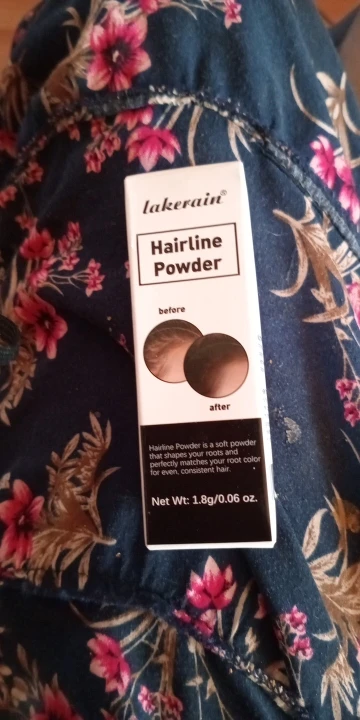 lakerain®
Hairline
Powder
before
after
Hairline Powder is a soft powder
that shapes your roots and
perfectly matches your root color
for even, consistent hair.
Net Wt: 1.8g/0.06 oz.